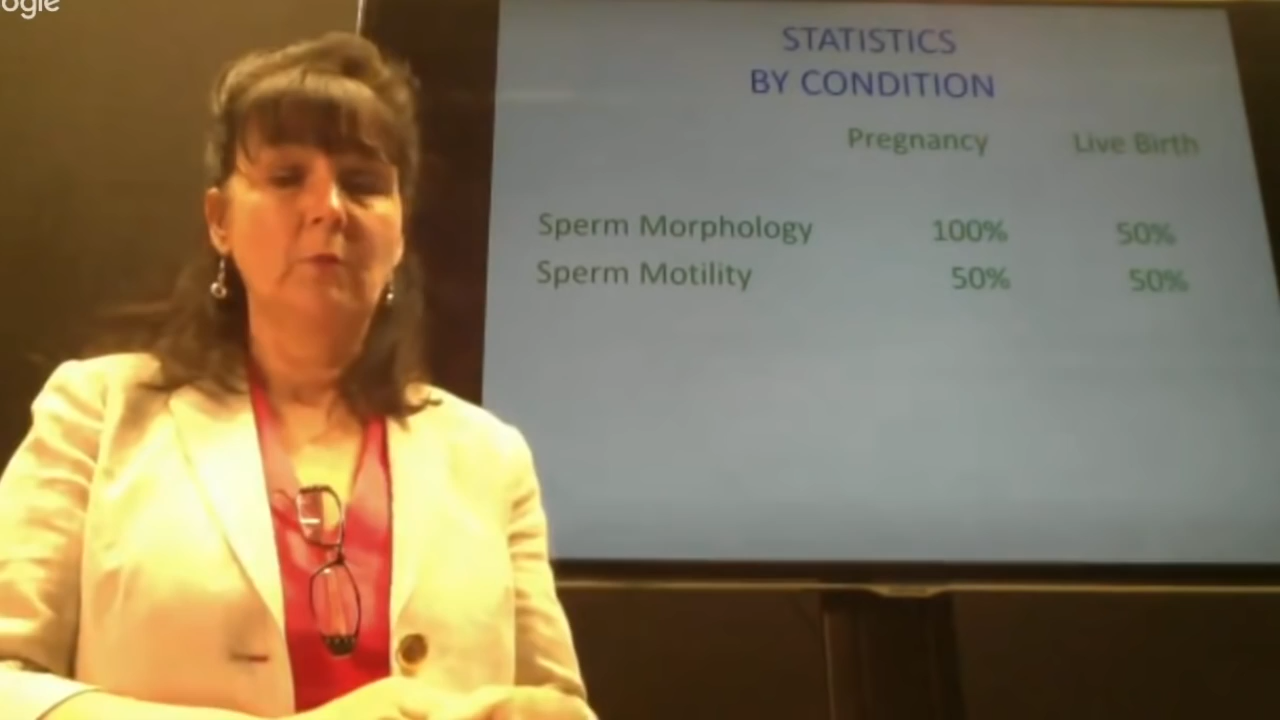 ogle
STATISTICS
BY CONDITION
Pregnancy Live Birth
Sperm Morphology 100% 50%
Sperm Motility 50% 50%